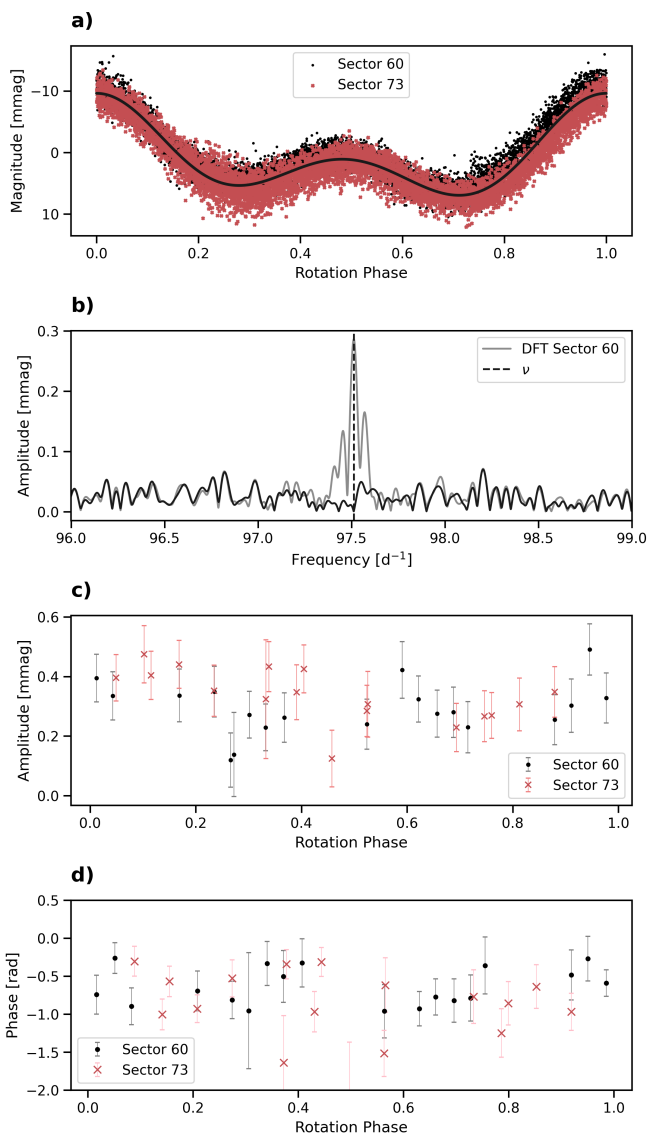 a)
Sector 60
Sector 73
Magnitude [mmag]
−10
0
10
0.0 0.2 0.4 0.6 0.8 1.0
Rotation Phase
b)
DFT Sector 60
ν
Amplitude [mmag]
0.3
0.2
0.1
0.0
96.0 96.5 97.0 97.5 98.0 98.5 99.0
Frequency [d⁻¹]
c)
Amplitude [mmag]
0.6
0.4
0.2
0.0
Sector 60
Sector 73
0.0 0.2 0.4 0.6 0.8 1.0
Rotation Phase
d)
Phase [rad]
0.5
0.0
−0.5
−1.0
−1.5
−2.0
Sector 60
Sector 73
0.0 0.2 0.4 0.6 0.8 1.0
Rotation Phase